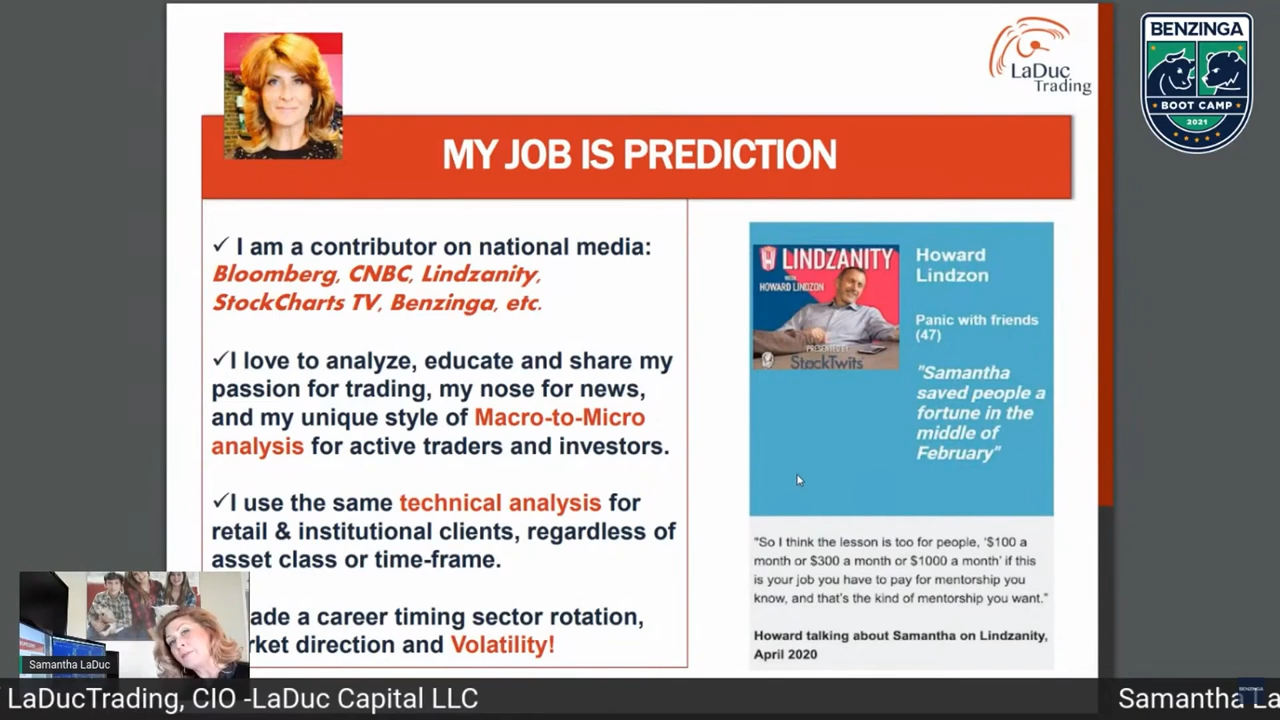 BENZINGA
BOOT CAMP
2021
LaDuc
Trading
MY JOB IS PREDICTION
✓ I am a contributor on national media:
Bloomberg, CNBC, Lindzanity,
StockCharts TV, Benzinga, etc.
✓I love to analyze, educate and share my
passion for trading, my nose for news,
and my unique style of Macro-to-Micro
analysis for active traders and investors.
✓I use the same technical analysis for
retail & institutional clients, regardless of
asset class or time-frame.
ade a career timing sector rotation,
rket direction and Volatility!
LINDZANITY
WITH
HOWARD LINDZON
PRESENTED BY
StockTwits
Howard
Lindzon
Panic with friends
(47)
"Samantha
saved people a
fortune in the
middle of
February"
"So I think the lesson is too for people, '$100 a
month or $300 a month or $1000 a month' if this
is your job you have to pay for mentorship you
know, and that's the kind of mentorship you want."
Howard talking about Samantha on Lindzanity,
April 2020
Samantha LaDuc
LaDucTrading, CIO -LaDuc Capital LLC
Samantha La
BENZINGA